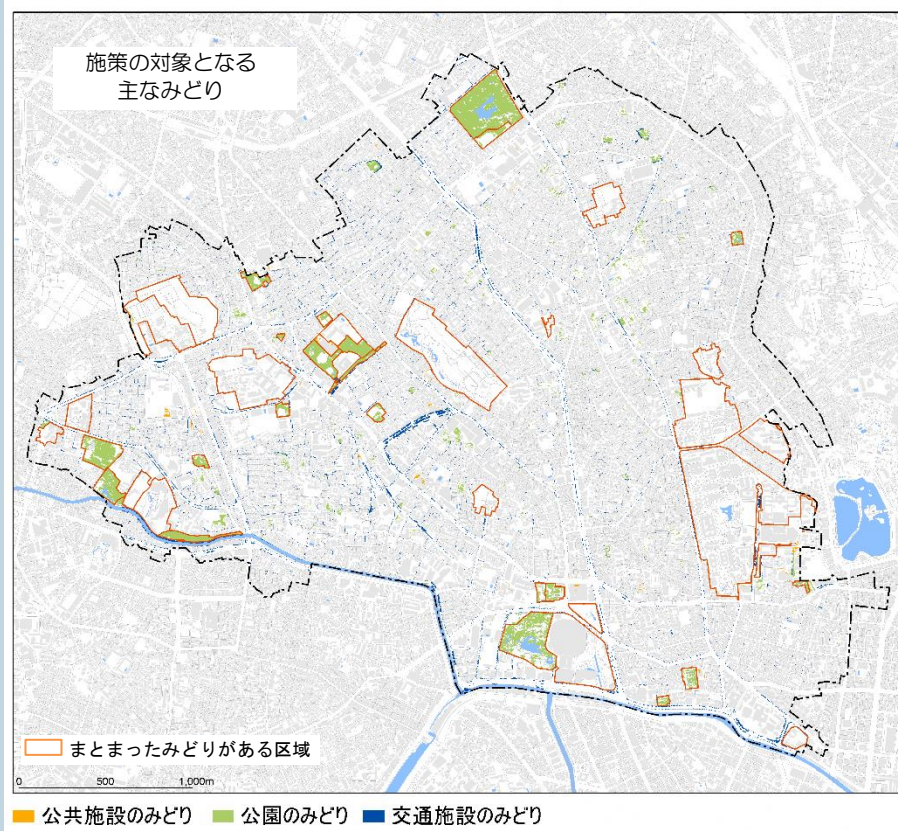 施策の対象となる
主なみどり
まとまったみどりがある区域
0 500 1,000m
公共施設のみどり 公園のみどり 交通施設のみどり